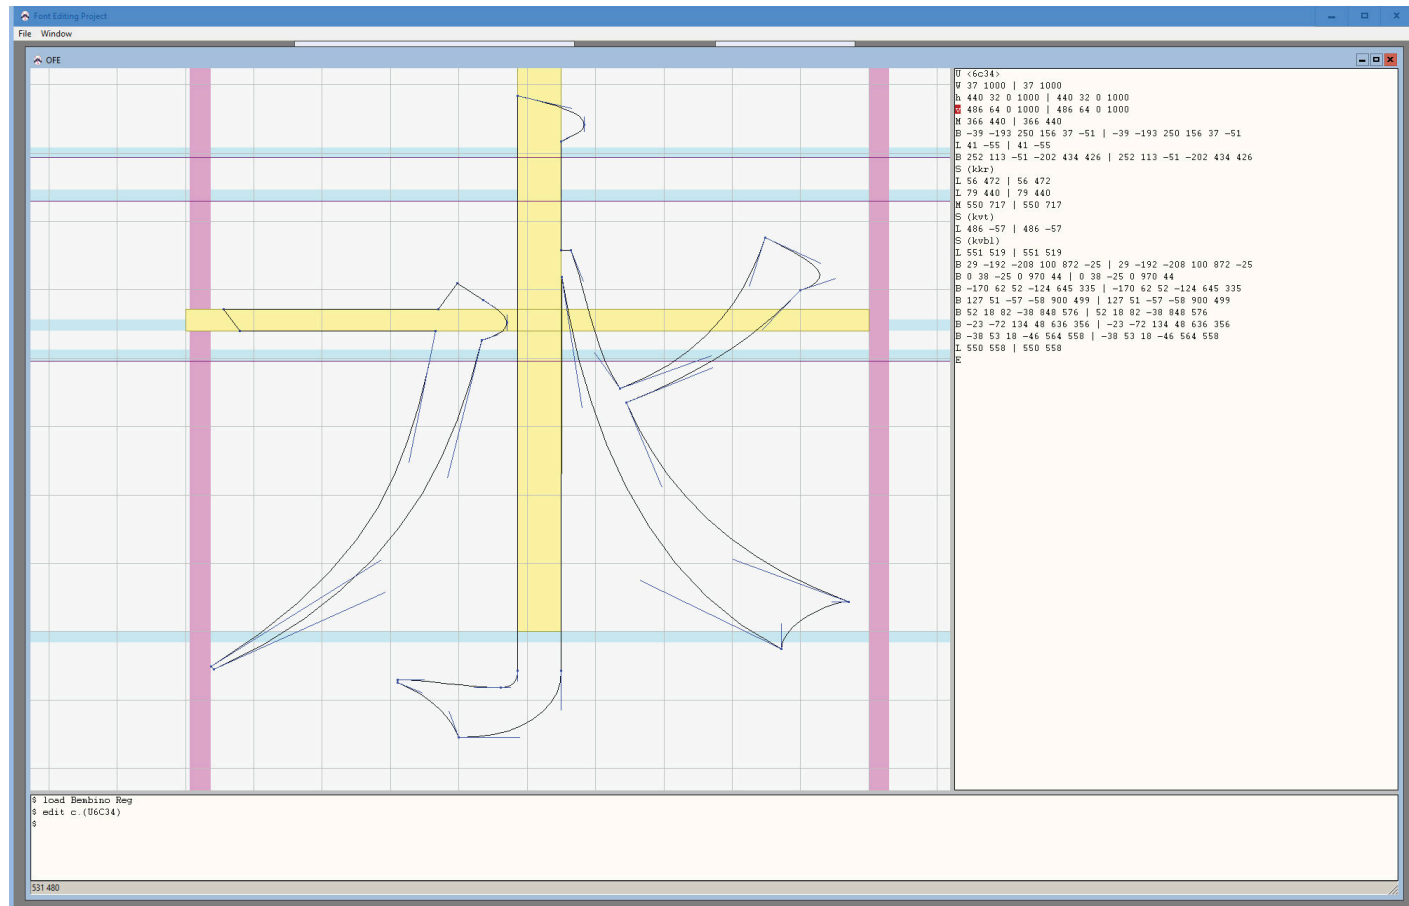 Font Editing Project
File Window
OFE
U <6c34>
W 37 1000 | 37 1000
h 440 32 0 1000 | 440 32 0 1000
v 486 64 0 1000 | 486 64 0 1000
M 366 440 | 366 440
B -39 -193 250 156 37 -51 | -39 -193 250 156 37 -51
L 41 -55 | 41 -55
B 252 113 -51 -202 434 426 | 252 113 -51 -202 434 426
S (kkr)
L 56 472 | 56 472
L 79 440 | 79 440
M 550 717 | 550 717
S (kvt)
L 486 -57 | 486 -57
S (kvbl)
L 551 519 | 551 519
B 29 -192 -208 100 872 -25 | 29 -192 -208 100 872 -25
B 0 38 -25 0 970 44 | 0 38 -25 0 970 44
B -170 62 52 -124 645 335 | -170 62 52 -124 645 335
B 127 51 -57 -58 900 499 | 127 51 -57 -58 900 499
B 52 18 82 -38 848 576 | 52 18 82 -38 848 576
B -23 -72 134 48 636 356 | -23 -72 134 48 636 356
B -38 53 18 -46 564 558 | -38 53 18 -46 564 558
L 550 558 | 550 558
E
$ load Bembino Reg
$ edit c.(U6C34)
$
531 480